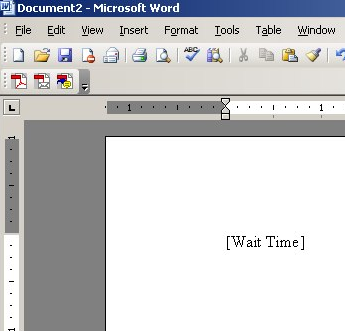 Document2 - Microsoft Word
File Edit View Insert Format Tools Table Window
1 1
[Wait Time]